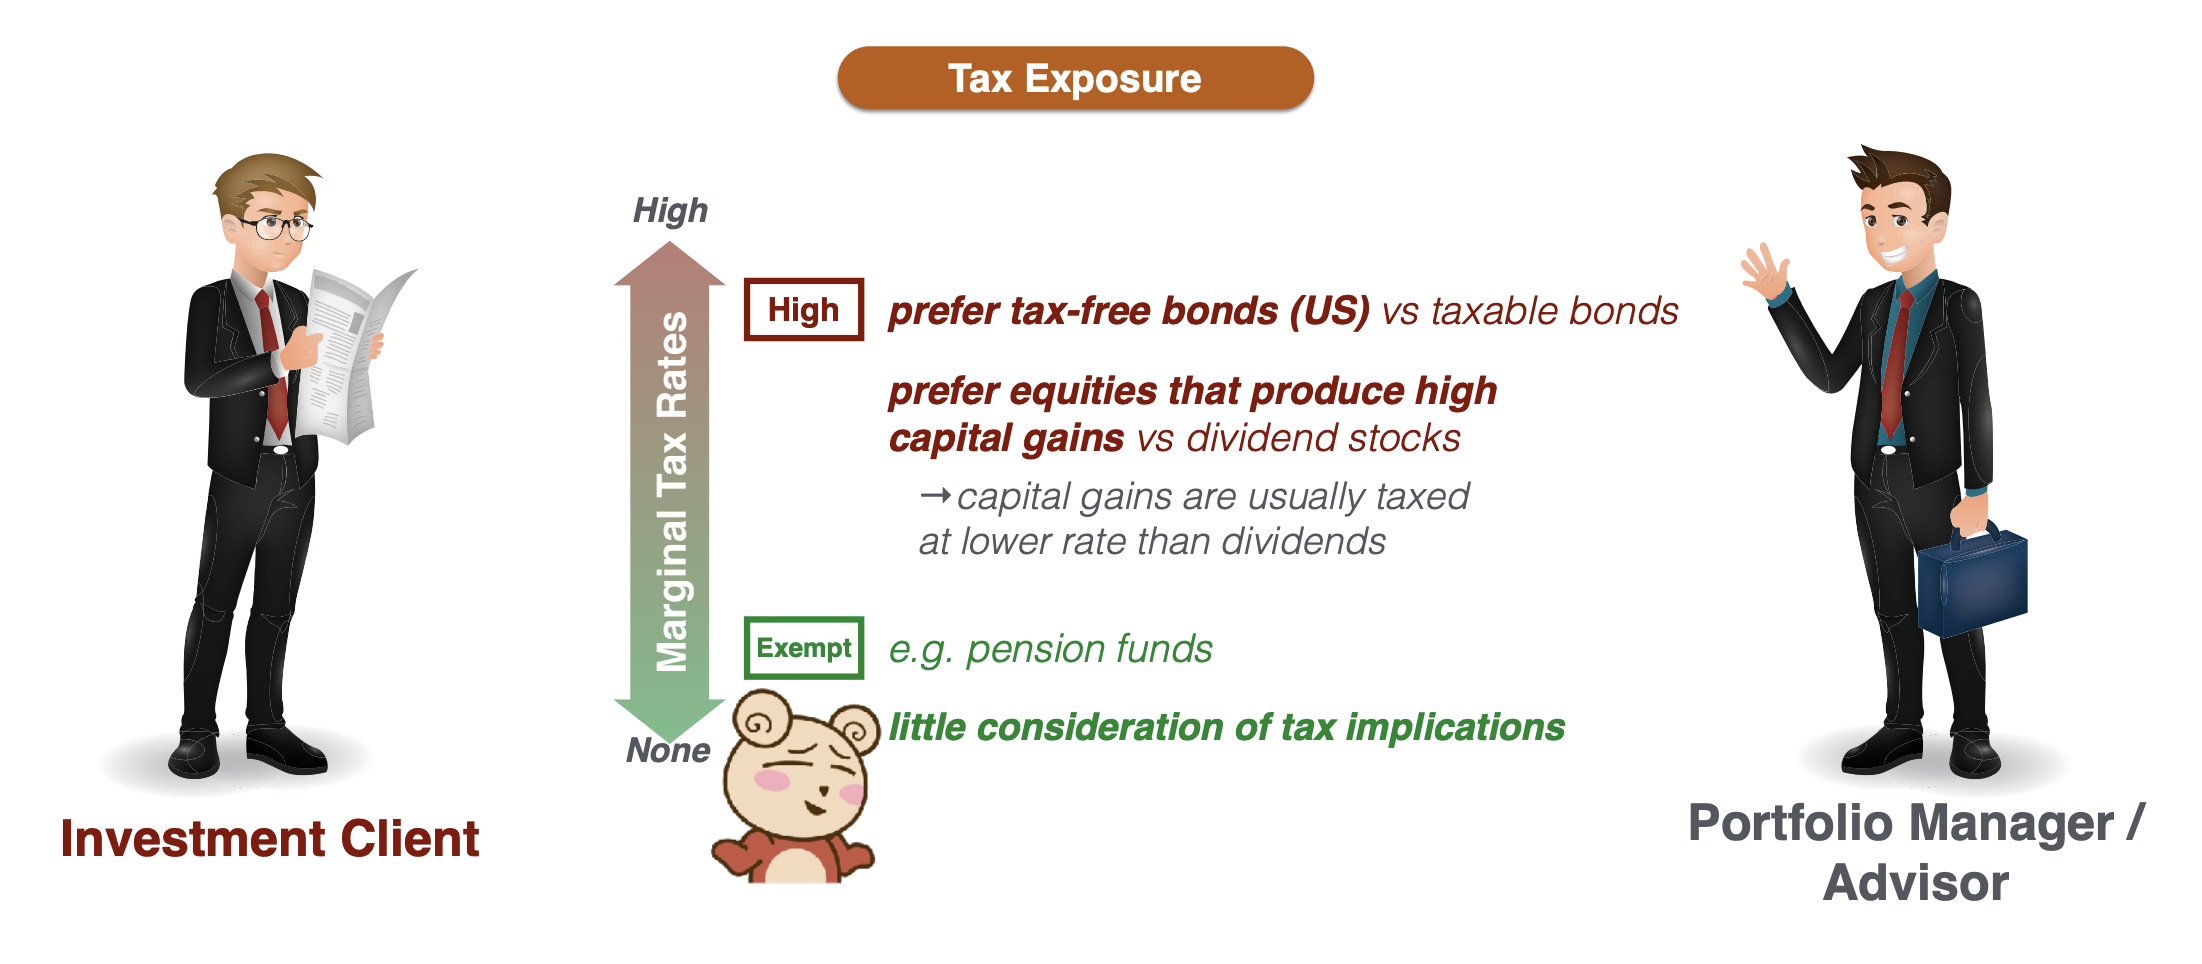 Tax Exposure
High
Marginal Tax Rates
None
High
prefer tax-free bonds (US) vs taxable bonds
prefer equities that produce high
capital gains vs dividend stocks
→capital gains are usually taxed
at lower rate than dividends
Exempt
e.g. pension funds
little consideration of tax implications
Investment Client
Portfolio Manager /
Advisor